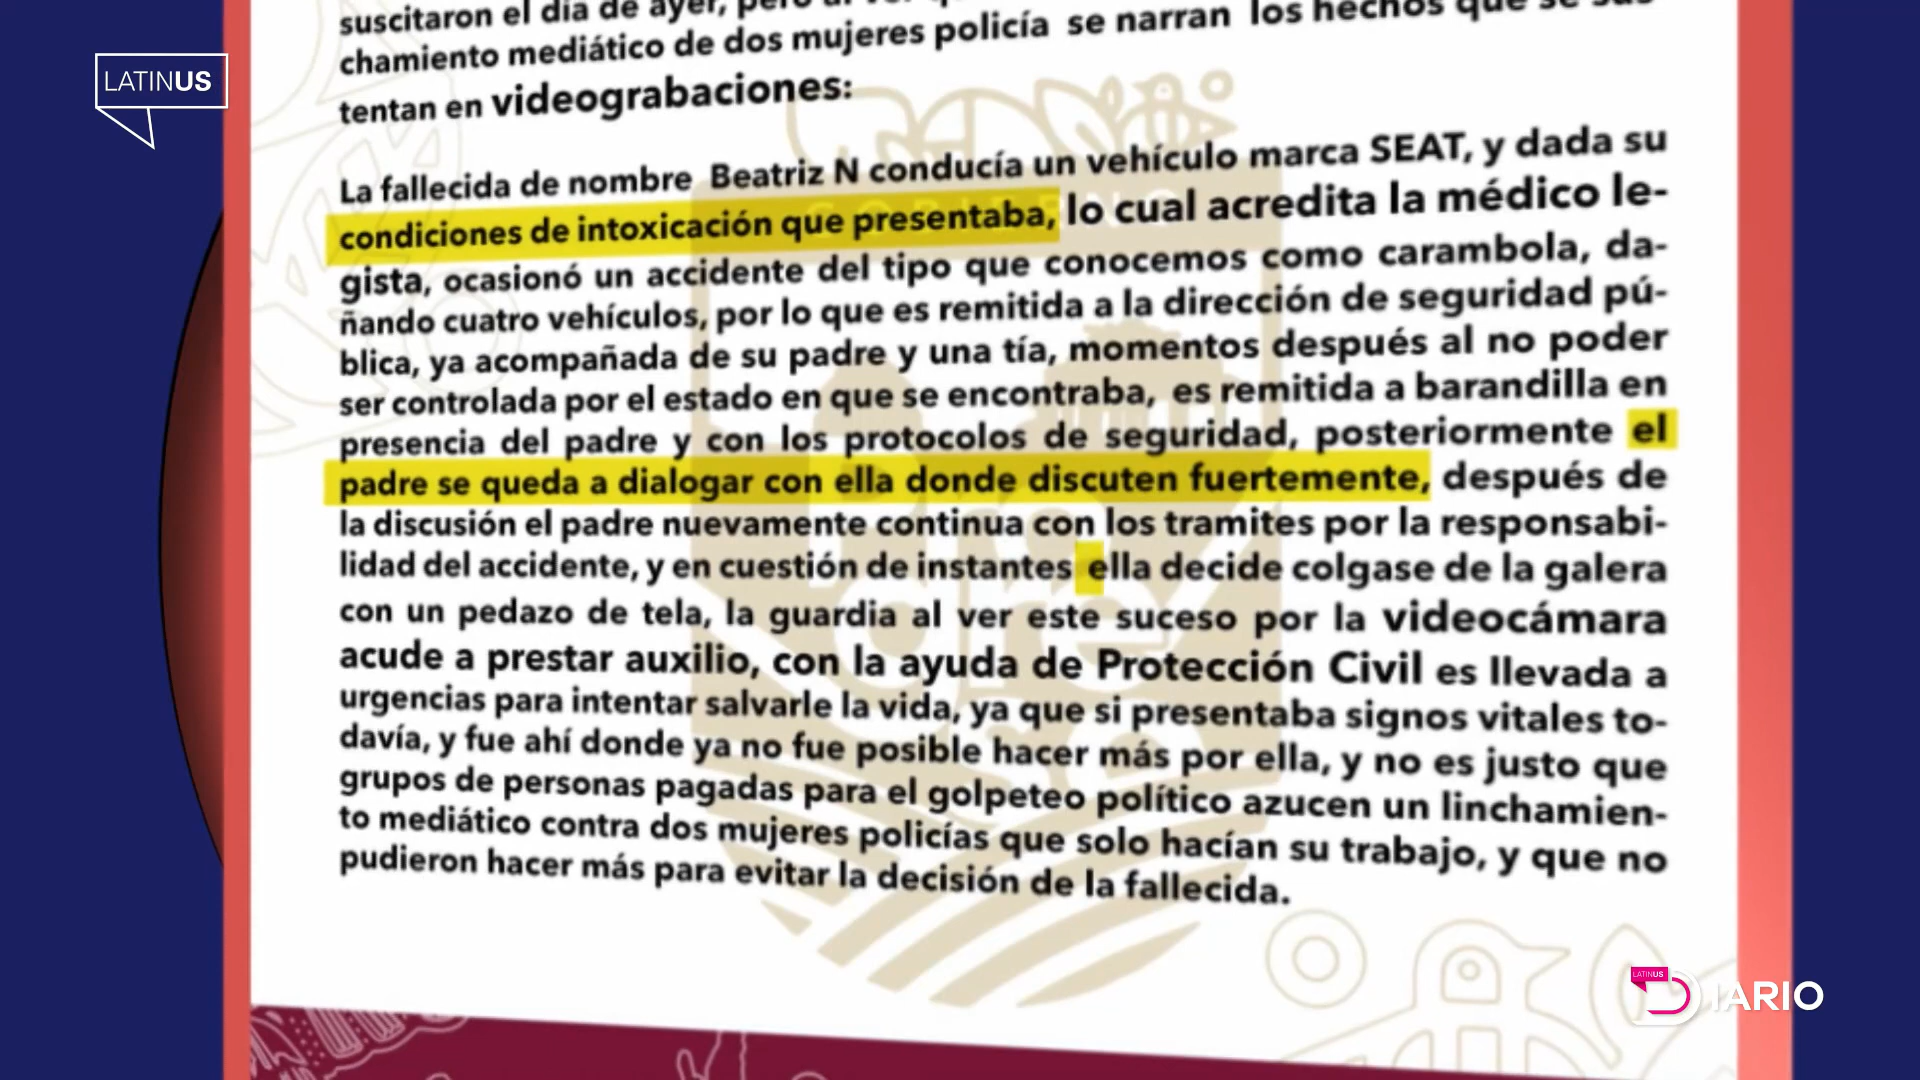 suscitaron el día de ayer,
chamiento mediático de dos mujeres policía se narran los hechos que se sus
tentan en videograbaciones:
LATINUS
La fallecida de nombre Beatriz N conducía un vehículo marca SEAT, y dada su
condiciones de intoxicación que presentaba, lo cual acredita la médico le-
gista, ocasionó un accidente del tipo que conocemos como carambola, da-
ñando cuatro vehículos, por lo que es remitida a la dirección de seguridad pú-
blica, ya acompañada de su padre y una tía, momentos después al no poder
ser controlada por el estado en que se encontraba, es remitida a barandilla en
presencia del padre y con los protocolos de seguridad, posteriormente el
padre se queda a dialogar con ella donde discuten fuertemente, después de
la discusión el padre nuevamente continua con los tramites por la responsabi-
lidad del accidente, y en cuestión de instantes ella decide colgase de la galera
con un pedazo de tela, la guardia al ver este suceso por la videocámara
acude a prestar auxilio, con la ayuda de Protección Civil es llevada a
urgencias para intentar salvarle la vida, ya que si presentaba signos vitales to-
davía, y fue ahí donde ya no fue posible hacer más por ella, y no es justo que
grupos de personas pagadas para el golpeteo político azucen un linchamien-
to mediático contra dos mujeres policías que solo hacían su trabajo, y que no
pudieron hacer más para evitar la decisión de la fallecida.
LATINUS
DIARIO